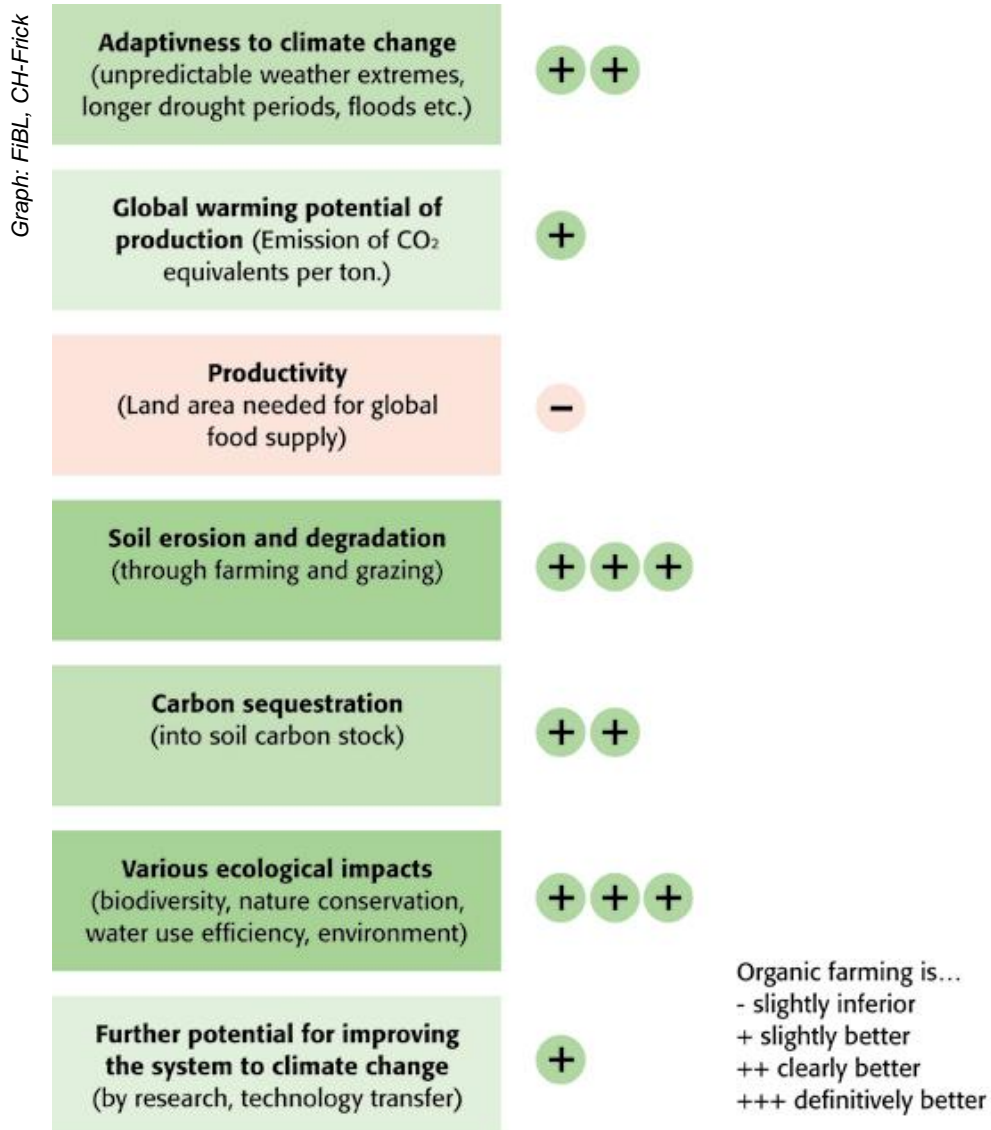 Graph: FiBL, CH-Frick
Adaptivness to climate change
(unpredictable weather extremes,
longer drought periods, floods etc.)
+ +
Global warming potential of
production (Emission of CO₂
equivalents per ton.)
+
Productivity
(Land area needed for global
food supply)
−
Soil erosion and degradation
(through farming and grazing)
+ + +
Carbon sequestration
(into soil carbon stock)
+ +
Various ecological impacts
(biodiversity, nature conservation,
water use efficiency, environment)
+ + +
Further potential for improving
the system to climate change
(by research, technology transfer)
+
Organic farming is...
- slightly inferior
+ slightly better
++ clearly better
+++ definitively better